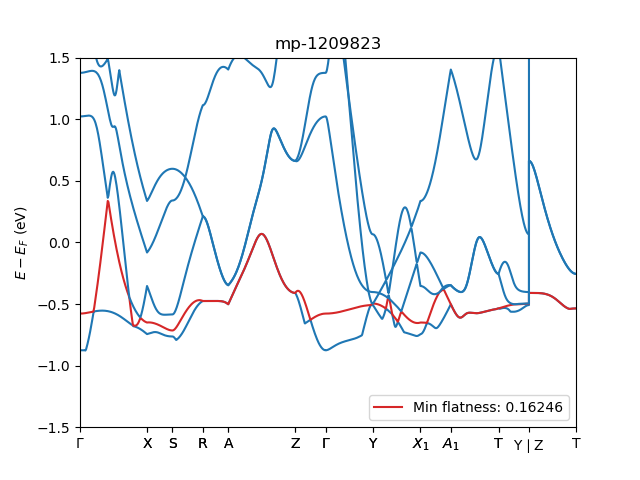 mp-1209823
E − E_F (eV)
1.5
1.0
0.5
0.0
−0.5
−1.0
−1.5
Min flatness: 0.16246
Γ X S R A Z Γ Y X₁ A₁ T Y | Z T